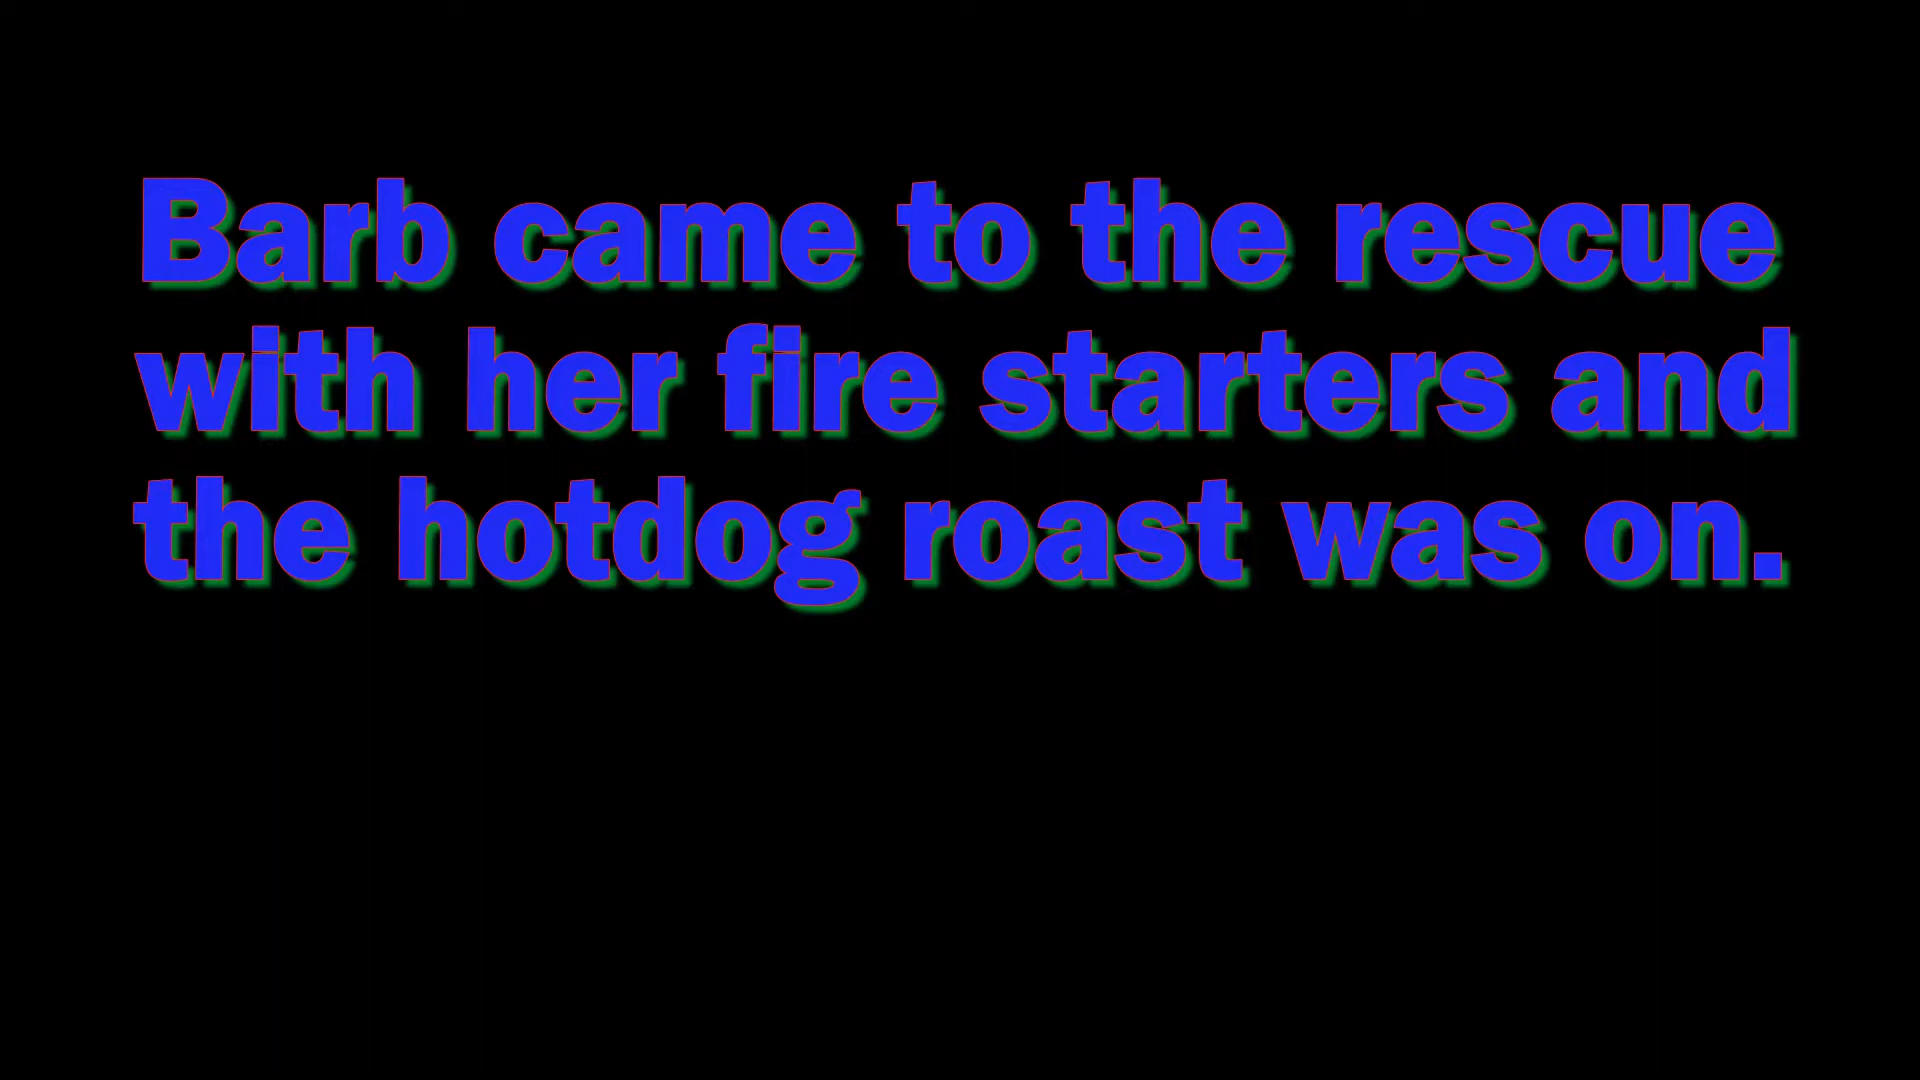 Barb came to the rescue
with her fire starters and
the hotdog roast was on.